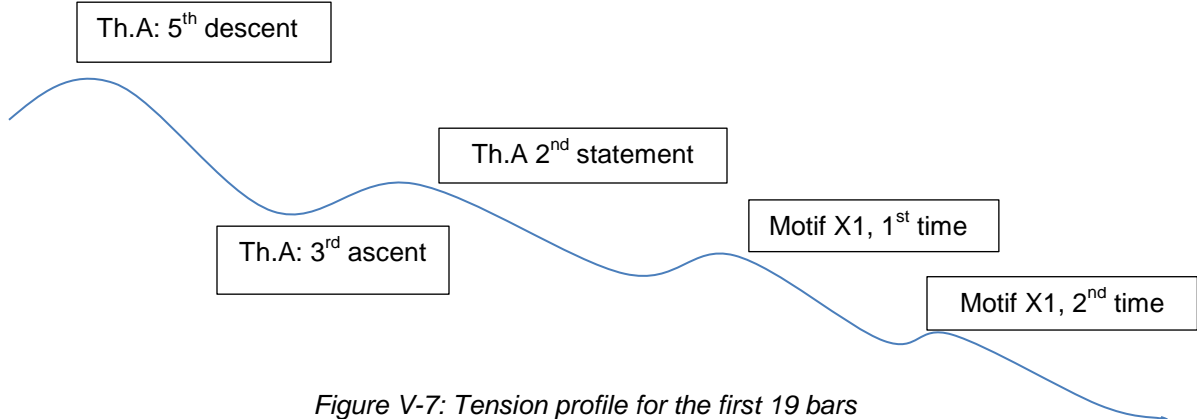 Th.A: 5th descent
Th.A 2nd statement
Th.A: 3rd ascent
Motif X1, 1st time
Motif X1, 2nd time
Figure V-7: Tension profile for the first 19 bars